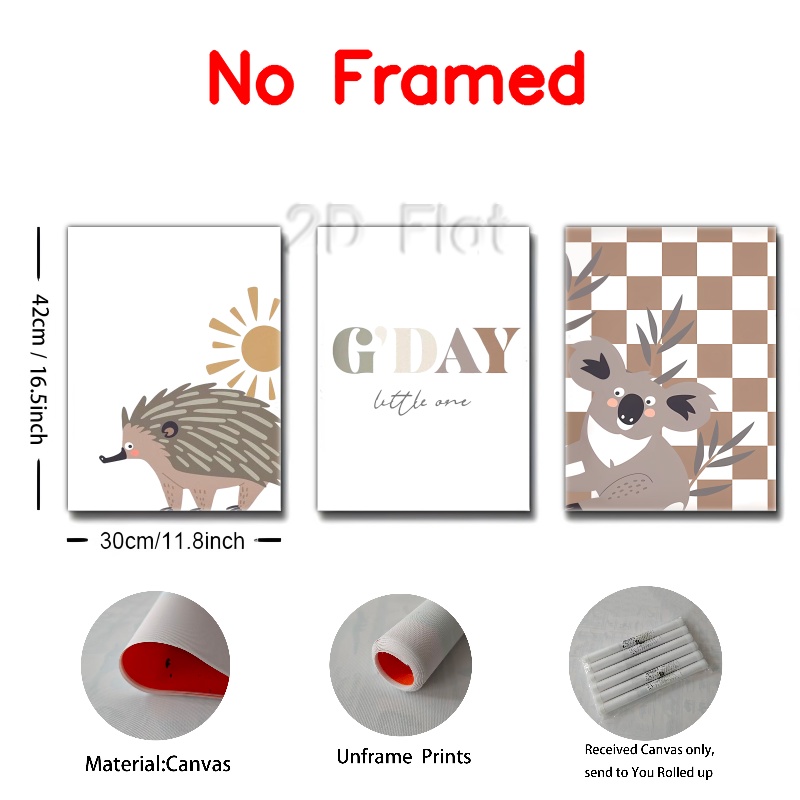 No Framed
2D Flat
42cm / 16.5inch
G'DAY
little one
30cm/11.8inch
Material:Canvas
Unframe Prints
Received Canvas only,
send to You Rolled up